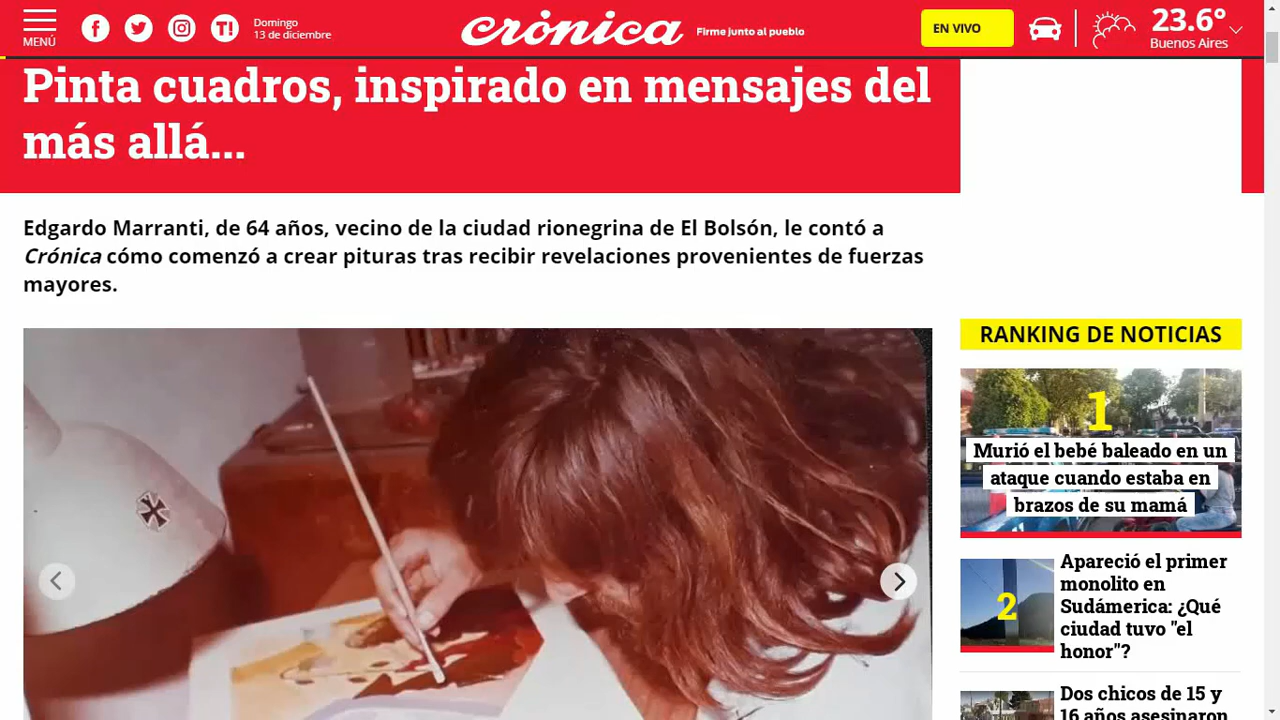 MENÚ
Domingo
13 de diciembre
crónica
Firme junto al pueblo
EN VIVO
23.6°
Buenos Aires
Pinta cuadros, inspirado en mensajes del
más allá...
Edgardo Marranti, de 64 años, vecino de la ciudad rionegrina de El Bolsón, le contó a
Crónica cómo comenzó a crear pituras tras recibir revelaciones provenientes de fuerzas
mayores.
RANKING DE NOTICIAS
1
Murió el bebé baleado en un
ataque cuando estaba en
brazos de su mamá
2
Apareció el primer
monolito en
Sudámerica: ¿Qué
ciudad tuvo "el
honor"?
Dos chicos de 15 y
16 años asesinaron